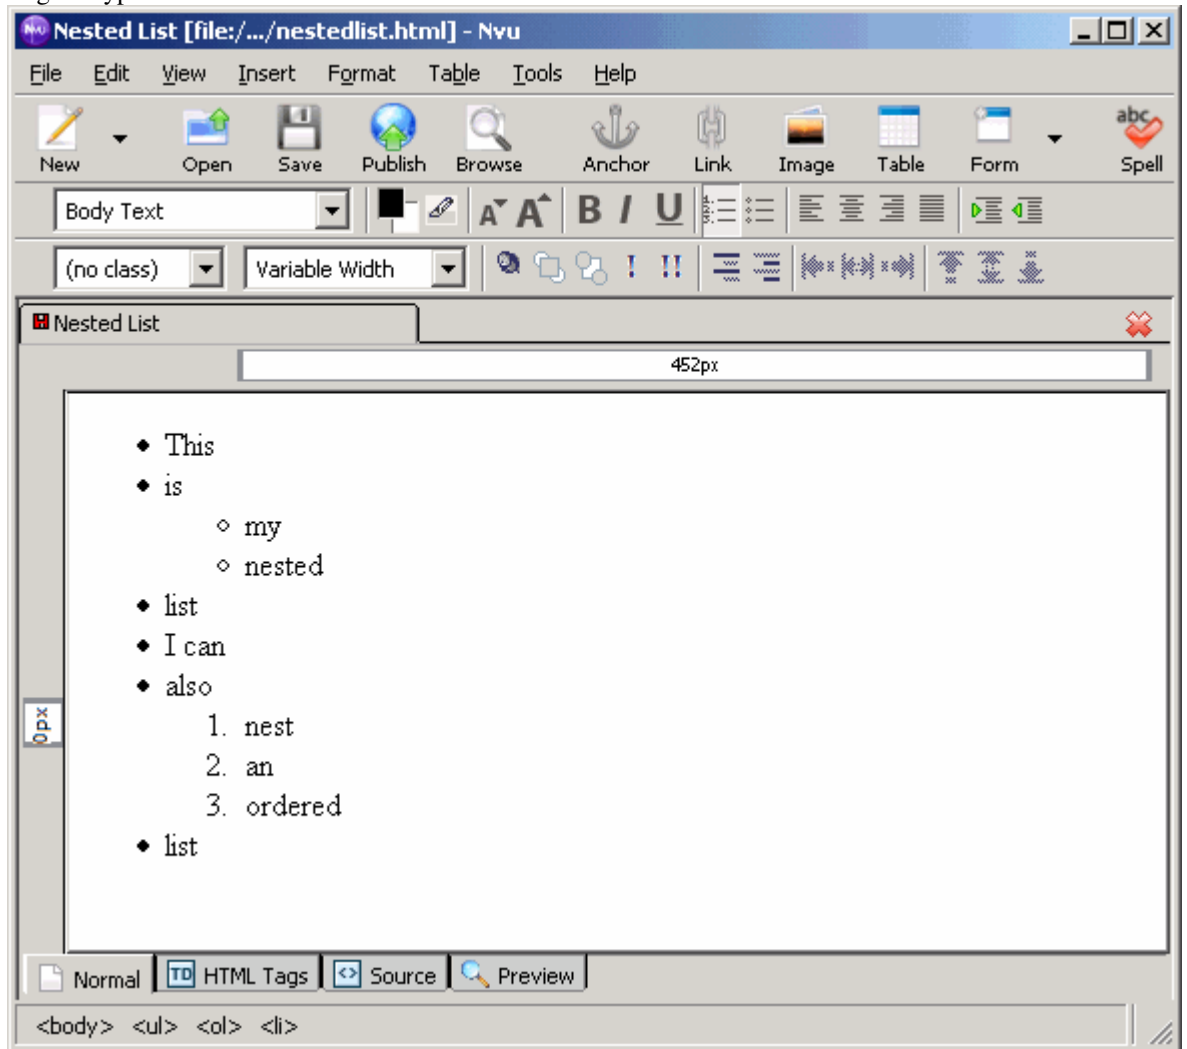 Nested List [file:/.../nestedlist.html] - Nvu
File Edit View Insert Format Table Tools Help
abc
New Open Save Publish Browse Anchor Link Image Table Form Spell
Body Text A A B I U
(no class) Variable Width ! !!
Nested List
452px
• This
• is
◦ my
◦ nested
• list
• I can
• also
0px
1. nest
2. an
3. ordered
• list
Normal TD HTML Tags Source Preview
<body> <ul> <ol> <li>